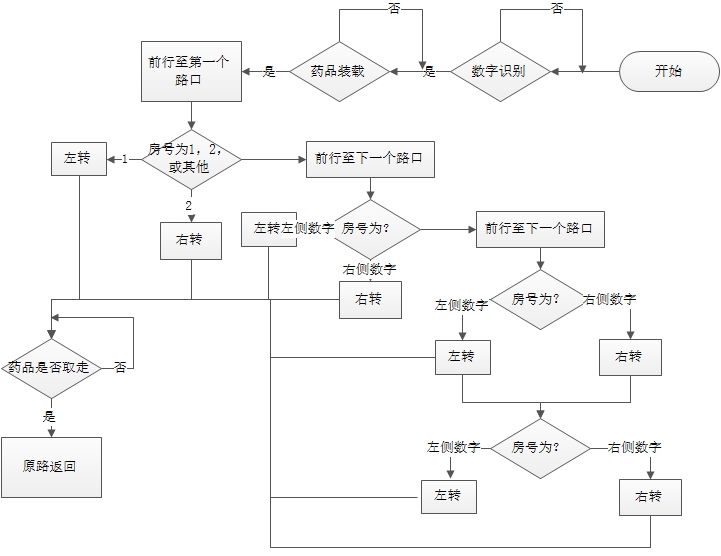 否
否
开始
数字识别
是
药品装载
是
前行至第一个
路口
房号为1，2，
或其他
1
左转
2
右转
前行至下一个路口
房号为？
左侧数字
左转
右侧数字
右转
前行至下一个路口
房号为？
左侧数字
右侧数字
左转
右转
房号为？
左侧数字
右侧数字
左转
右转
药品是否取走
否
是
原路返回